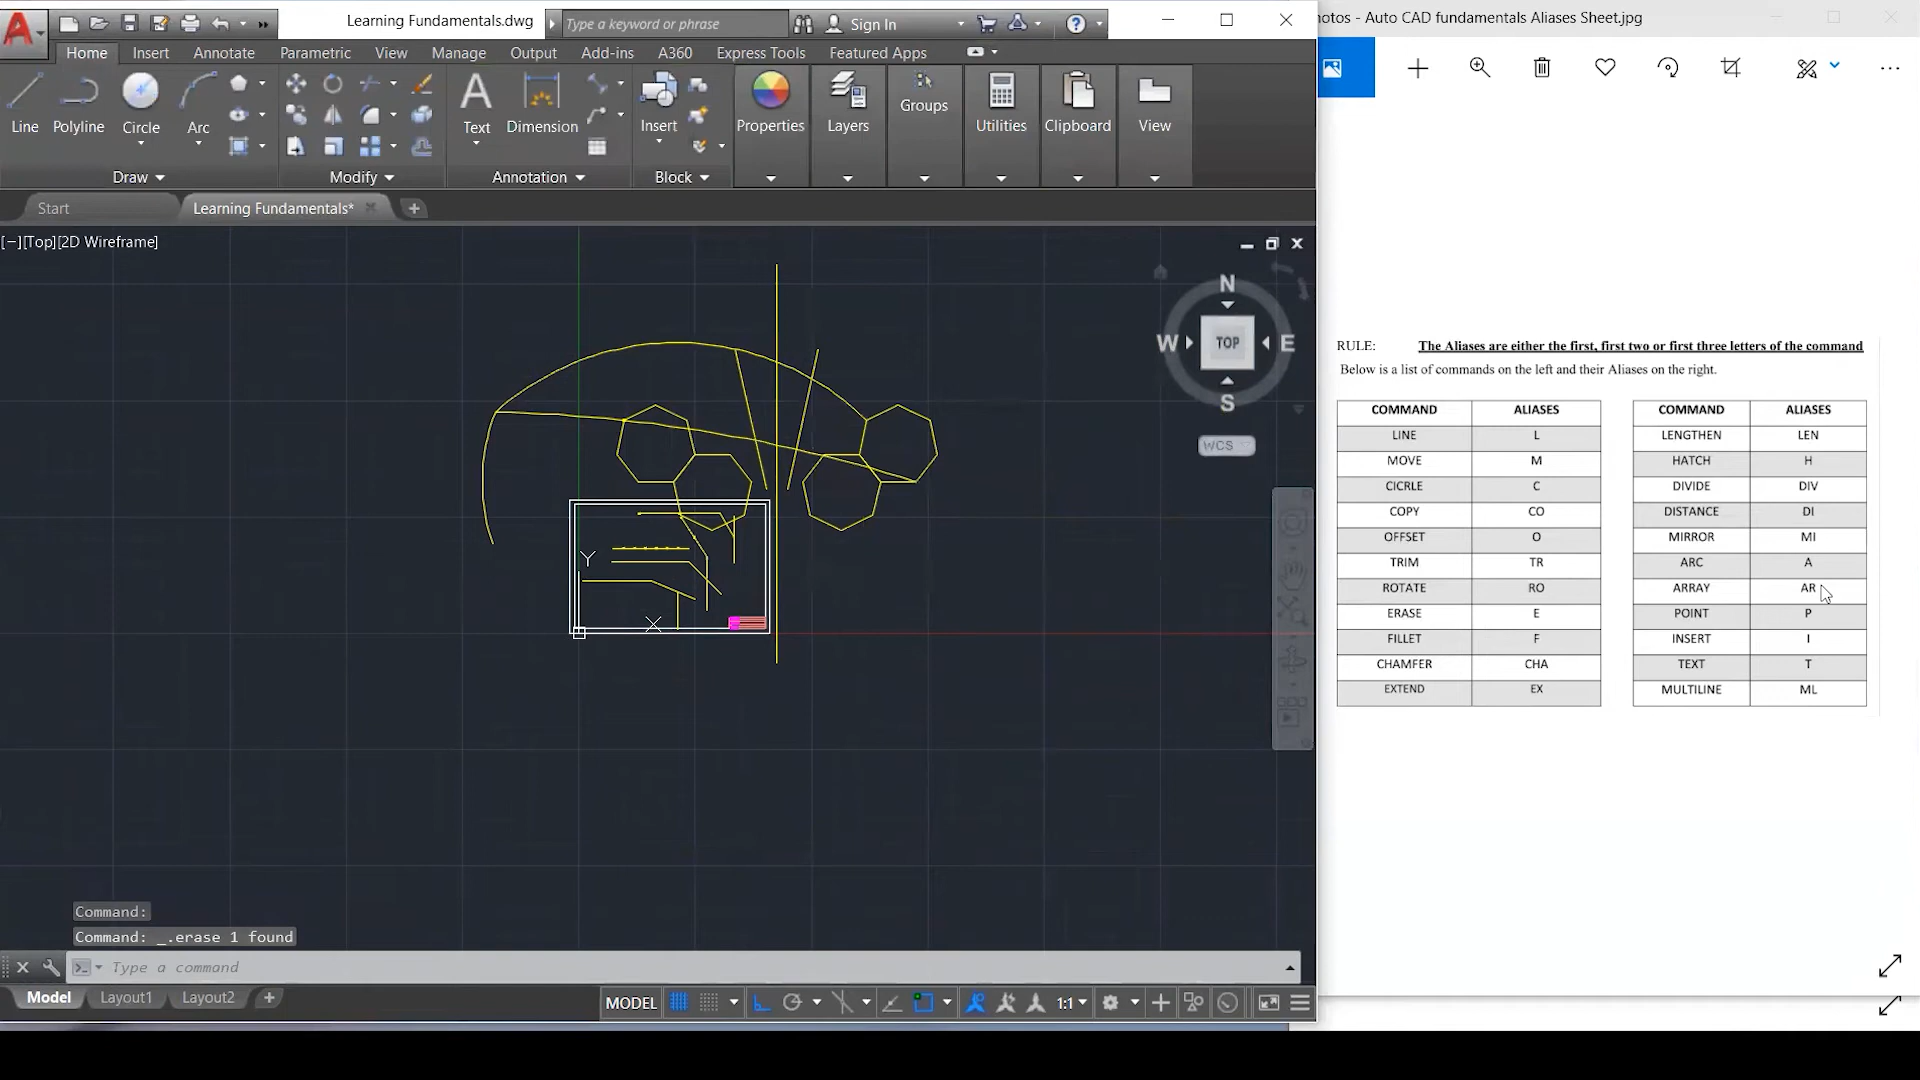 Learning Fundamentals.dwg
Type a keyword or phrase
Sign In
Home Insert Annotate Parametric View Manage Output Add-ins A360 Express Tools Featured Apps
Line Polyline Circle Arc
Text Dimension
Insert
Properties Layers Groups Utilities Clipboard View
Draw Modify Annotation Block
Start Learning Fundamentals*
[−][Top][2D Wireframe]
N
W TOP E
S
WCS
Y
X
Command:
Command: _.erase 1 found
Type a command
Model Layout1 Layout2
MODEL 1:1
hotos - Auto CAD fundamentals Aliases Sheet.jpg
RULE: The Aliases are either the first, first two or first three letters of the command
Below is a list of commands on the left and their Aliases on the right.
COMMAND ALIASES COMMAND ALIASES
LINE L LENGTHEN LEN
MOVE M HATCH H
CICRLE C DIVIDE DIV
COPY CO DISTANCE DI
OFFSET O MIRROR MI
TRIM TR ARC A
ROTATE RO ARRAY AR
ERASE E POINT P
FILLET F INSERT I
CHAMFER CHA TEXT T
EXTEND EX MULTILINE ML